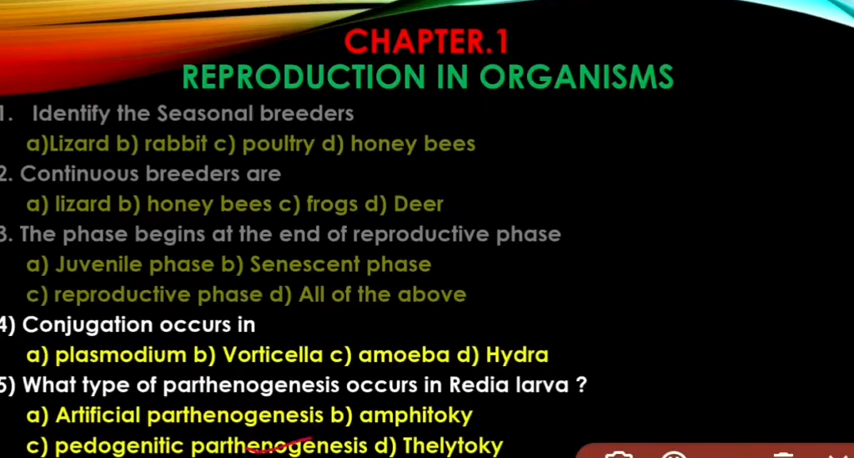 CHAPTER.1
REPRODUCTION IN ORGANISMS
1. Identify the Seasonal breeders
a)Lizard b) rabbit c) poultry d) honey bees
2. Continuous breeders are
a) lizard b) honey bees c) frogs d) Deer
3. The phase begins at the end of reproductive phase
a) Juvenile phase b) Senescent phase
c) reproductive phase d) All of the above
4) Conjugation occurs in
a) plasmodium b) Vorticella c) amoeba d) Hydra
5) What type of parthenogenesis occurs in Redia larva ?
a) Artificial parthenogenesis b) amphitoky
c) pedogenitic parthenogenesis d) Thelytoky